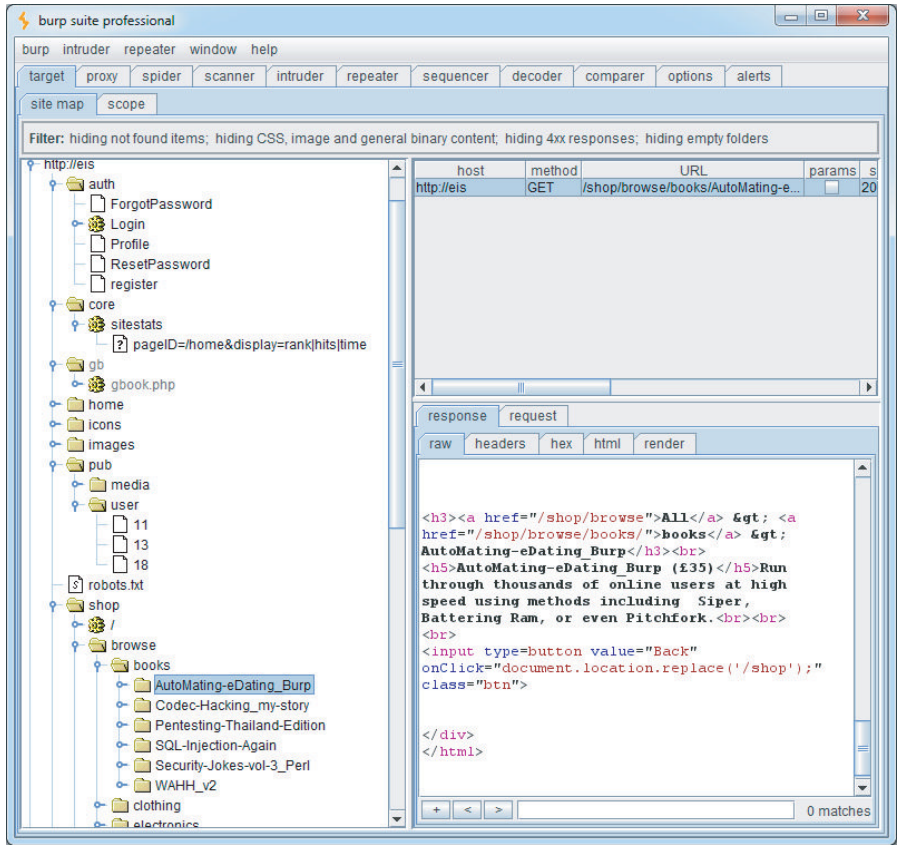 burp suite professional
burp intruder repeater window help
target proxy spider scanner intruder repeater sequencer decoder comparer options alerts
site map scope
Filter: hiding not found items; hiding CSS, image and general binary content; hiding 4xx responses; hiding empty folders
http://eis
auth
ForgotPassword
Login
Profile
ResetPassword
register
core
sitestats
pageID=/home&display=rank|hits|time
gb
gbook.php
home
icons
images
pub
media
user
11
13
18
robots.txt
shop
/
browse
books
AutoMating-eDating_Burp
Codec-Hacking_my-story
Pentesting-Thailand-Edition
SQL-Injection-Again
Security-Jokes-vol-3_Perl
WAHH_v2
clothing
electronics
host method URL params s
http://eis GET /shop/browse/books/AutoMating-e... 20
response request
raw headers hex html render
<h3><a href="/shop/browse">All</a> &gt; <a
href="/shop/browse/books/">books</a> &gt;
AutoMating-eDating_Burp</h3><br>
<h5>AutoMating-eDating_Burp (£35)</h5>Run
through thousands of online users at high
speed using methods including Siper,
Battering Ram, or even Pitchfork.<br><br>
<br>
<input type=button value="Back"
onClick="document.location.replace('/shop');"
class="btn">
</div>
</html>
+ < > 0 matches